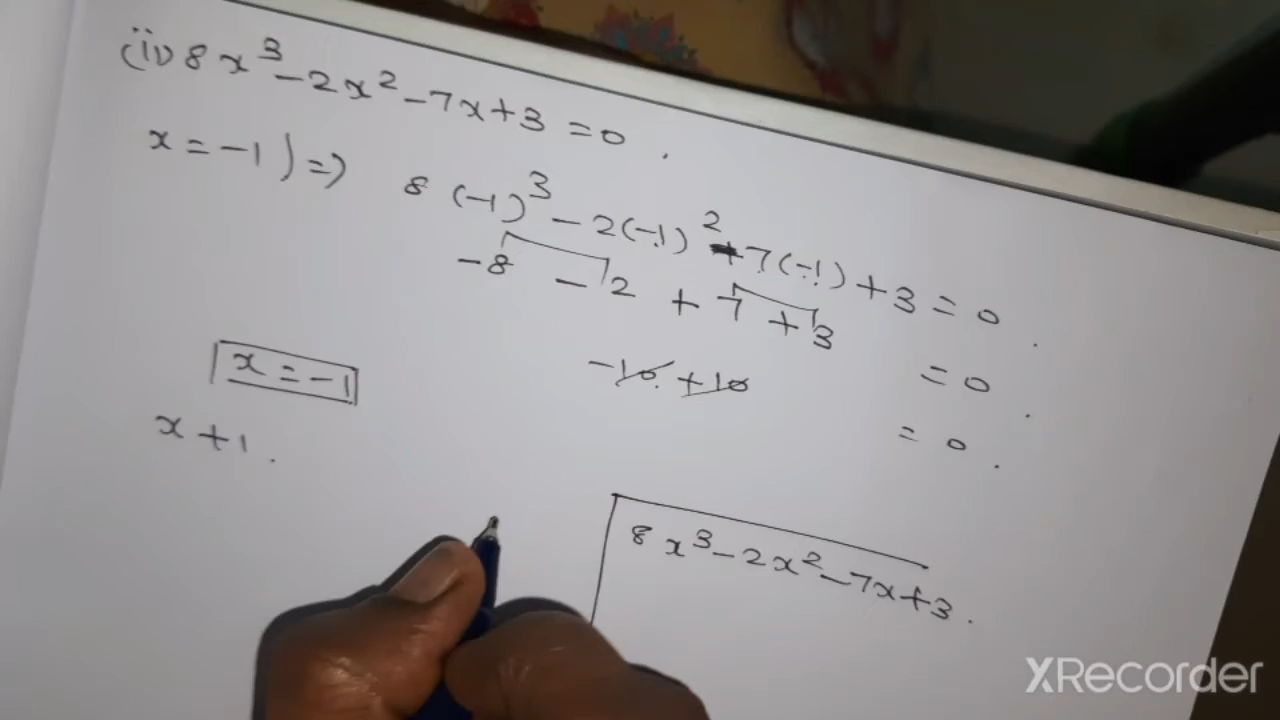 (ii) 8x³-2x²-7x+3 = 0.
x = -1) => 8(-1)³ - 2(-1)² +7(-1) + 3 = 0.
-8 - 2 + 7 + 3 = 0.
-10 + 10 = 0.
x = -1
x + 1.
8x³-2x²-7x+3.
XRecorder